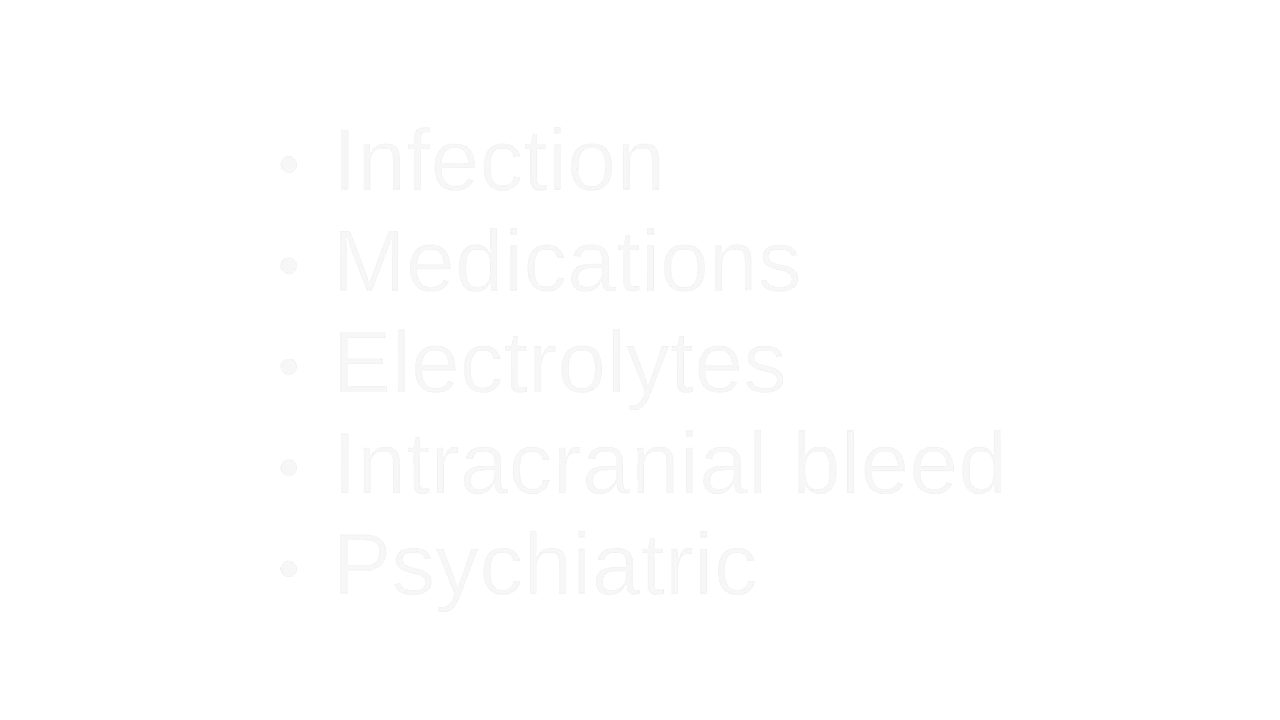 • Infection
• Medications
• Electrolytes
• Intracranial bleed
• Psychiatric